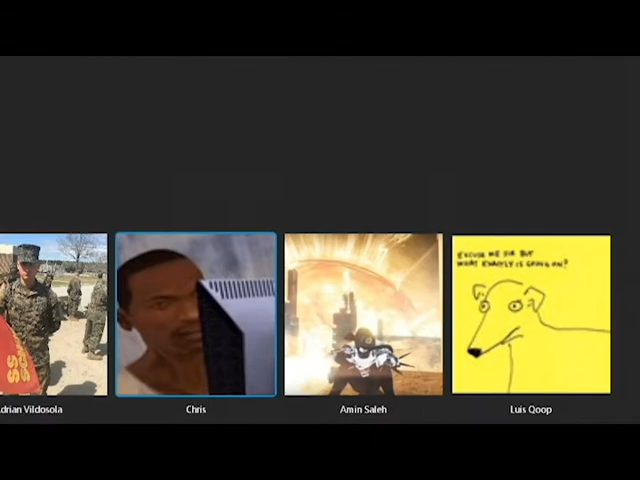 EXCUSE ME SIR BUT
WHAT EXACTLY IS GOING ON?
drian Vildosola
Chris
Amin Saleh
Luis Qoop